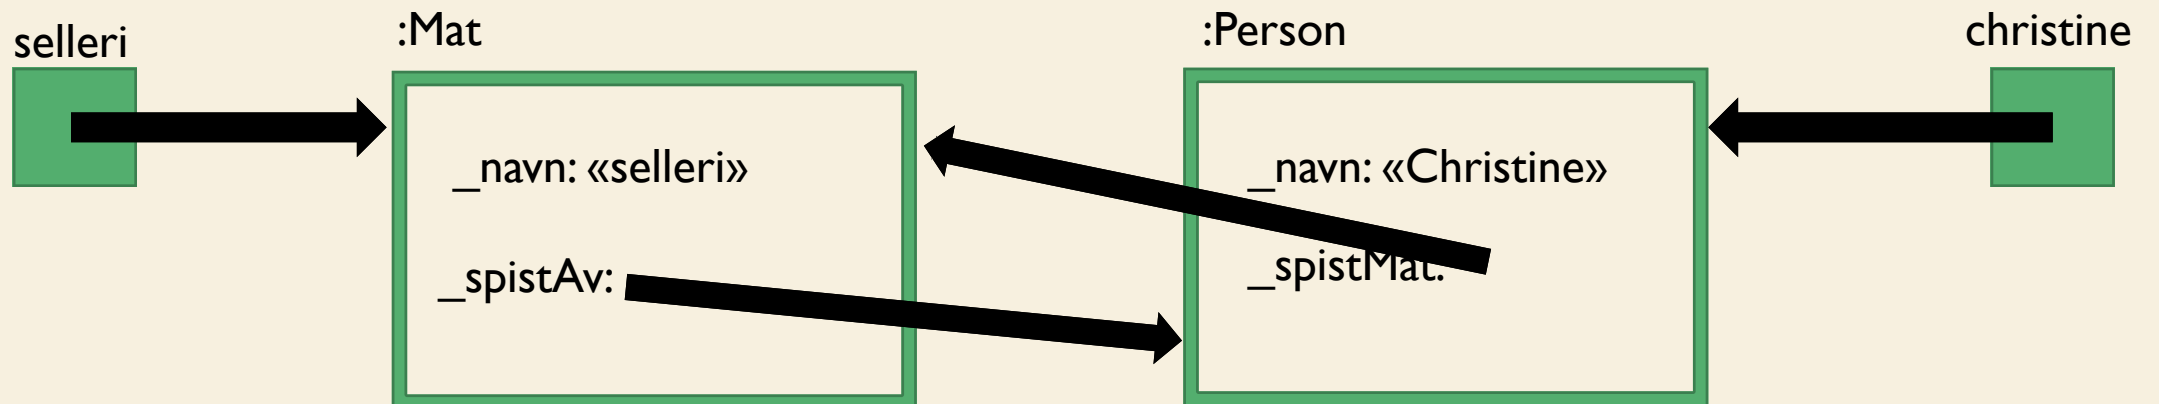 selleri
:Mat
:Person
christine
_navn: «selleri»
_navn: «Christine»
_spistAv:
_spistMat: